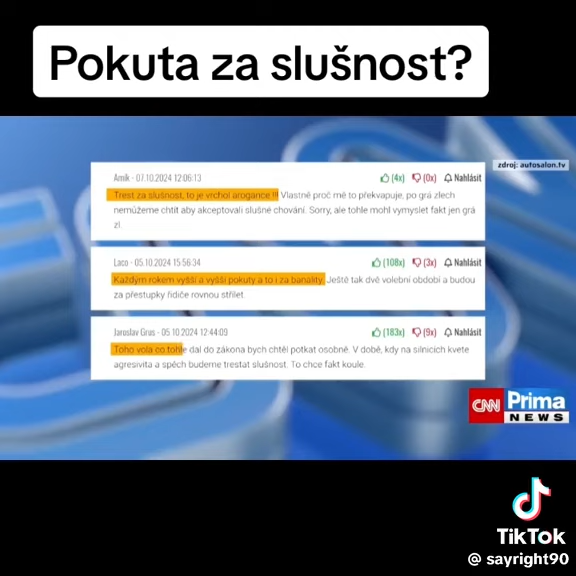 Pokuta za slušnost?
zdroj: autosalon.tv
Amik - 07.10.2024 12:06:13 (4x) (0x) Nahlásit
Trest za slušnost, to je vrchol arogance !!! Vlastně proč mě to překvapuje, po grá zlech
nemůžeme chtít aby akceptovali slušné chování. Sorry, ale tohle mohl vymyslet fakt jen grá
zl.
Laco - 05.10.2024 15:56:34 (108x) (3x) Nahlásit
Každým rokem vyšší a vyšší pokuty a to i za banality. Ještě tak dvě volební období a budou
za přestupky řidiče rovnou střílet.
Jaroslav Grus - 05.10.2024 12:44:09 (183x) (9x) Nahlásit
Toho vola co tohle dal do zákona bych chtěl potkat osobně. V době, kdy na silnicích kvete
agresivita a spěch budeme trestat slušnost. To chce fakt koule.
CNN Prima
NEWS
TikTok
@ sayright90